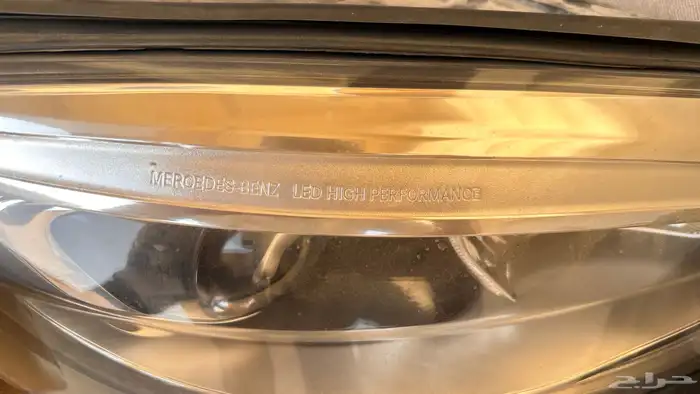 MERCEDES-BENZ LED HIGH PERFORMANCE
حراج